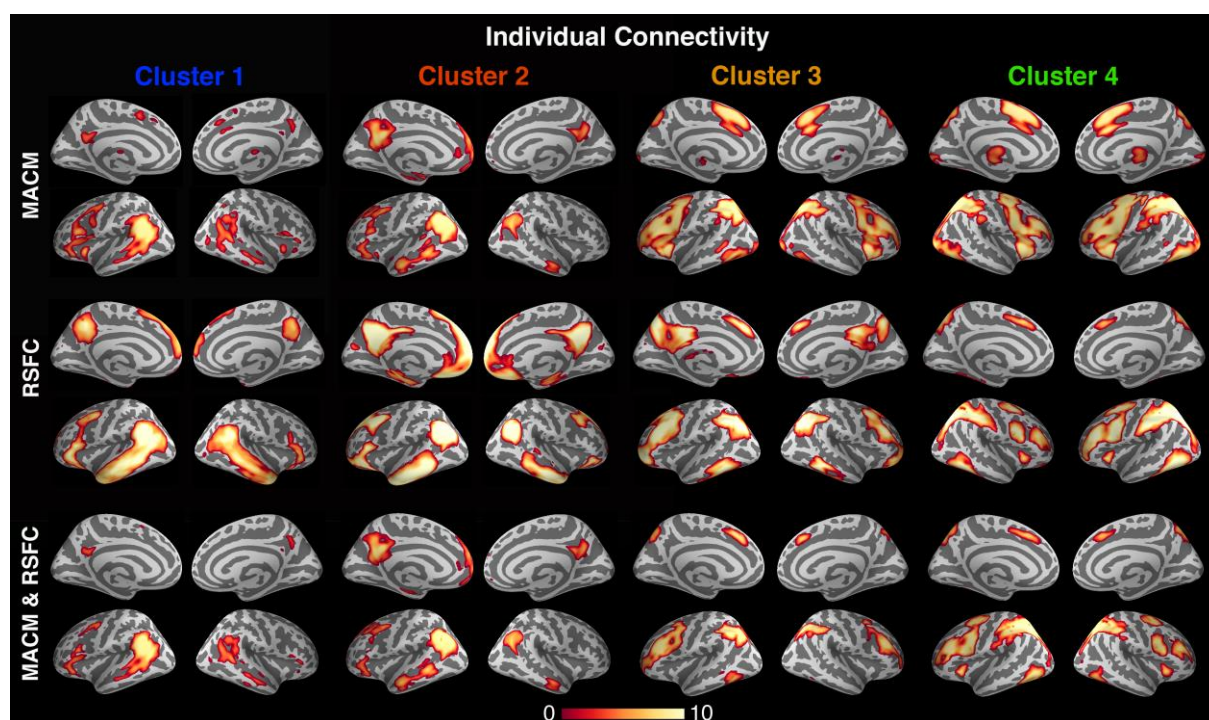 Individual Connectivity
Cluster 1 Cluster 2 Cluster 3 Cluster 4
MACM
RSFC
MACM & RSFC
0 10